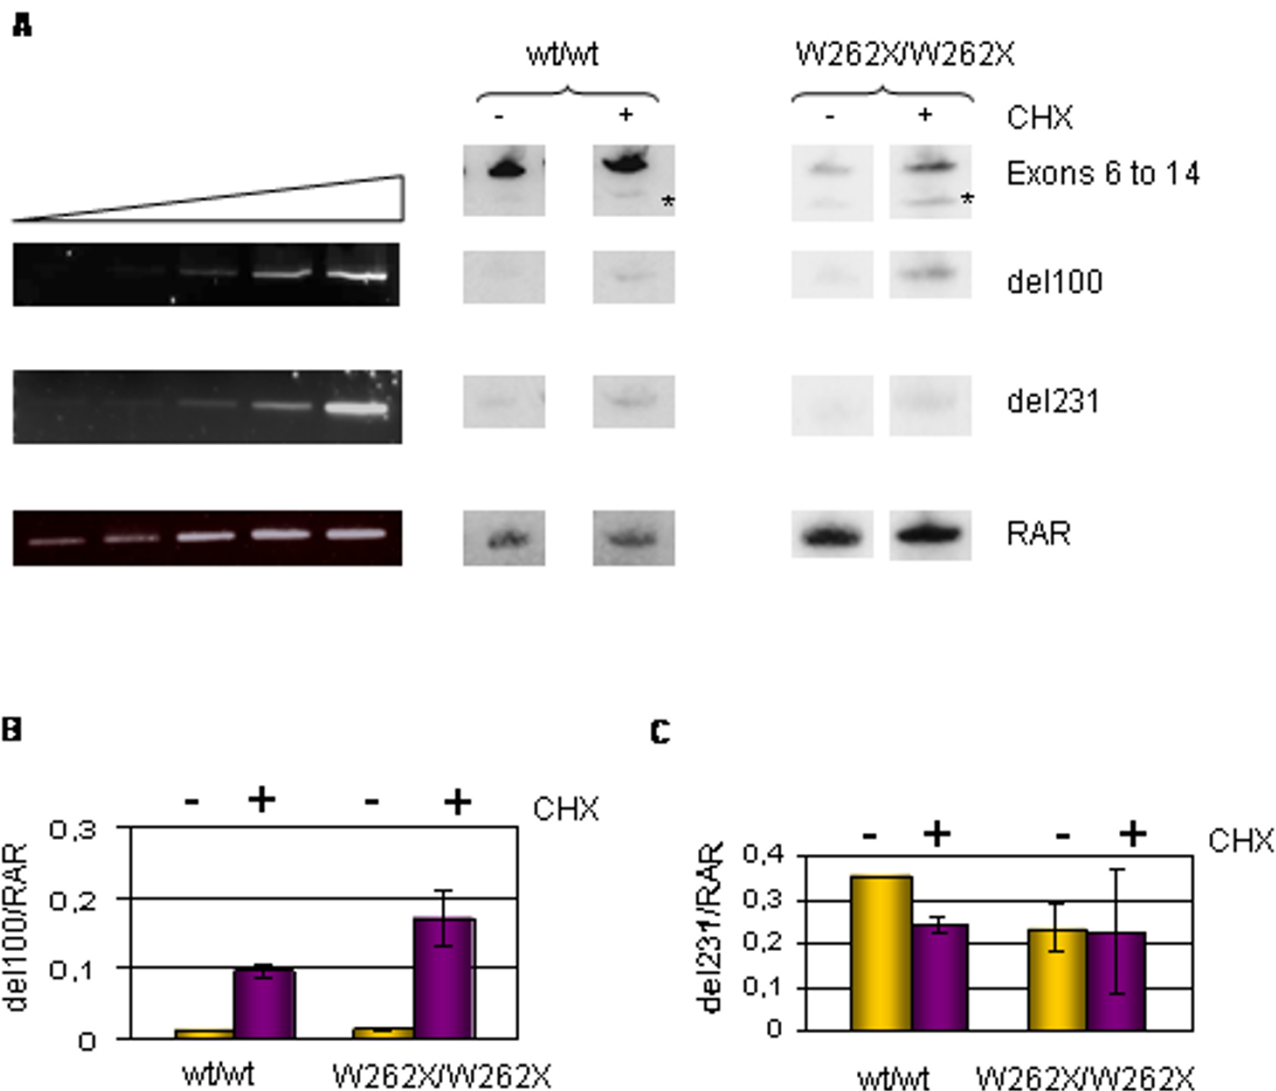 A
wt/wt W262X/W262X
- + - + CHX
Exons 6 to 14
* *
del100
del231
RAR
B
- + - + CHX
del100/RAR
0,3
0,2
0,1
0
wt/wt W262X/W262X
C
- + - + CHX
del231/RAR
0,4
0,3
0,2
0,1
0
wt/wt W262X/W262X